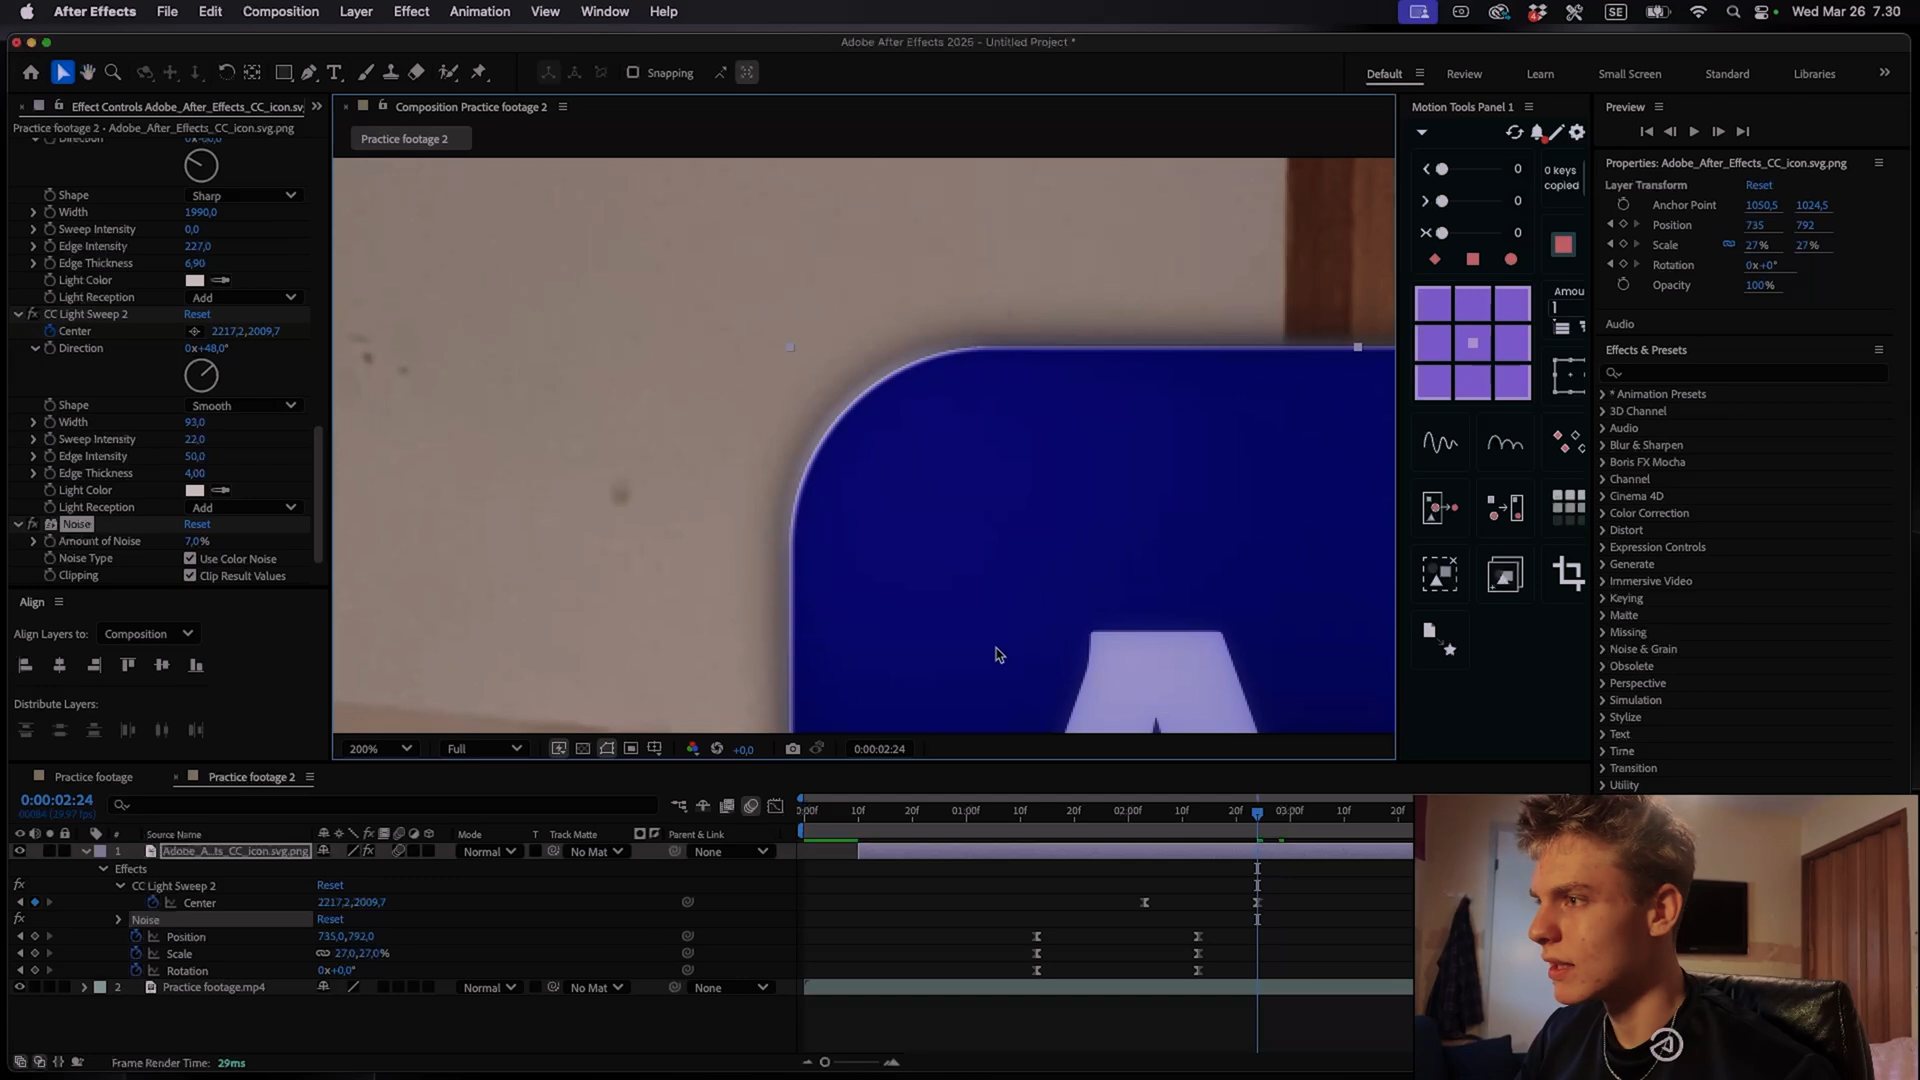 After Effects File Edit Composition Layer Effect Animation View Window Help SE Wed Mar 26 7.30
Adobe After Effects 2025 - Untitled Project *
Snapping Default Review Learn Small Screen Standard Libraries
Effect Controls Adobe_After_Effects_CC_icon.sv
Practice footage 2 • Adobe_After_Effects_CC_icon.svg.png
Direction
Shape Sharp
Width 1990,0
Sweep Intensity 0,0
Edge Intensity 227,0
Edge Thickness 6,90
Light Color
Light Reception Add
CC Light Sweep 2 Reset
Center 2217,2,2009,7
Direction 0x+48,0°
Shape Smooth
Width 93,0
Sweep Intensity 22,0
Edge Intensity 50,0
Edge Thickness 4,00
Light Color
Light Reception Add
Noise Reset
Amount of Noise 7,0%
Noise Type Use Color Noise
Clipping Clip Result Values
Align
Align Layers to: Composition
Distribute Layers:
Composition Practice footage 2
Practice footage 2
200% Full +0,0 0:00:02:24
Motion Tools Panel 1
0
0
0
0 keys
copied
Amou
1
Preview
Properties: Adobe_After_Effects_CC_icon.svg.png
Layer Transform Reset
Anchor Point 1050,5 1024,5
Position 735 792
Scale 27% 27%
Rotation 0x+0°
Opacity 100%
Audio
Effects & Presets
* Animation Presets
3D Channel
Audio
Blur & Sharpen
Boris FX Mocha
Channel
Cinema 4D
Color Correction
Distort
Expression Controls
Generate
Immersive Video
Keying
Matte
Missing
Noise & Grain
Obsolete
Perspective
Simulation
Stylize
Text
Time
Transition
Utility
Practice footage Practice footage 2
0:00:02:24
00084 (29.97 fps)
:00f 10f 20f 01:00f 10f 20f 02:00f 10f 20f 03:00f 10f 20f
# Source Name Mode T Track Matte Parent & Link
1 Adobe_A...ts_CC_icon.svg.png Normal No Mat None
Effects
CC Light Sweep 2 Reset
Center 2217,2,2009,7
Noise Reset
Position 735,0,792,0
Scale 27,0,27,0%
Rotation 0x+0,0°
2 Practice footage.mp4 Normal No Mat None
Frame Render Time: 29ms